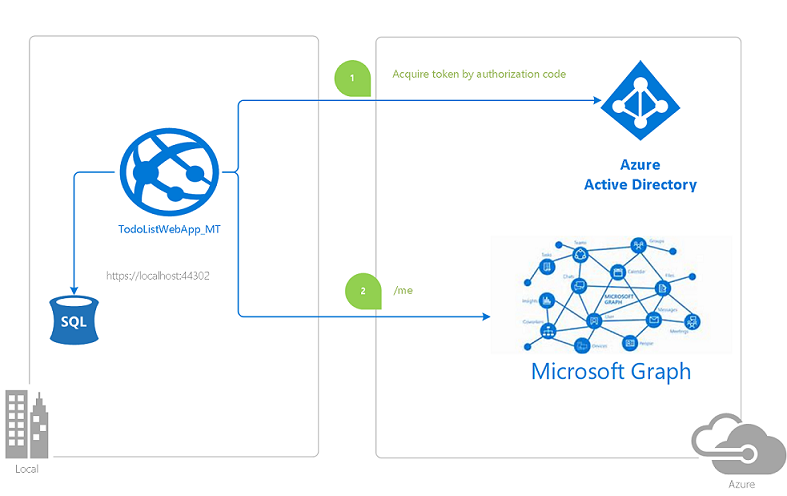 1
Acquire token by authorization code
Azure
Active Directory
TodoListWebApp_MT
https://localhost:44302
SQL
2
/me
Teams
Groups
Tasks
Calendar
Chats
Files
Insights
MICROSOFT
GRAPH
Messages
User
Coworkers
Meetings
Devices
People
Microsoft Graph
Local
Azure